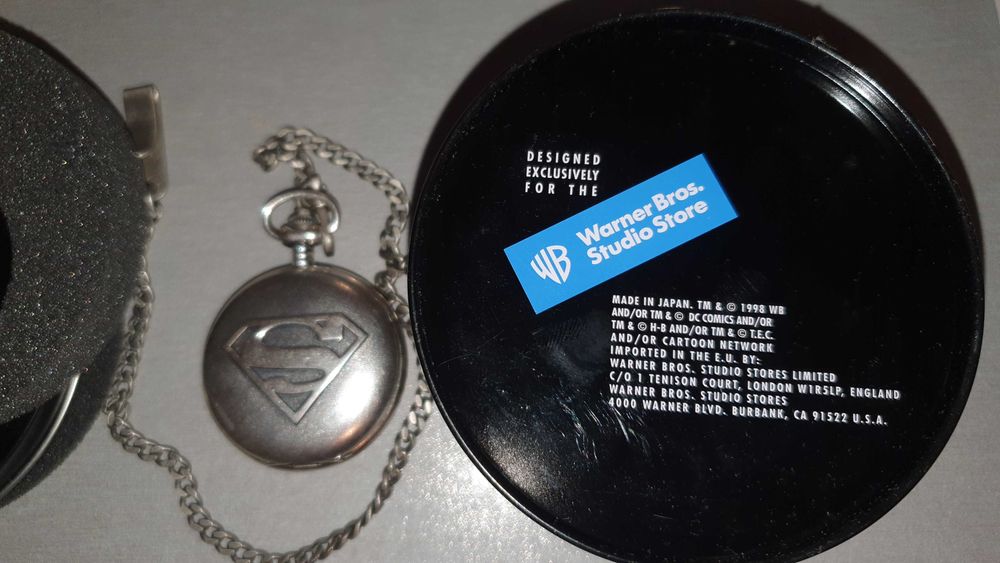 S
DESIGNED
EXCLUSIVELY
FOR THE
WB
Warner Bros.
Studio Store
MADE IN JAPAN. TM & © 1998 WB
AND/OR TM & © DC COMICS AND/OR
TM & © H-B AND/OR TM & © T.E.C.
AND/OR CARTOON NETWORK
IMPORTED IN THE E.U. BY:
WARNER BROS. STUDIO STORES LIMITED
C/O 1 TENISON COURT, LONDON W1R5LP, ENGLAND
WARNER BROS. STUDIO STORES
4000 WARNER BLVD. BURBANK, CA 91522 U.S.A.